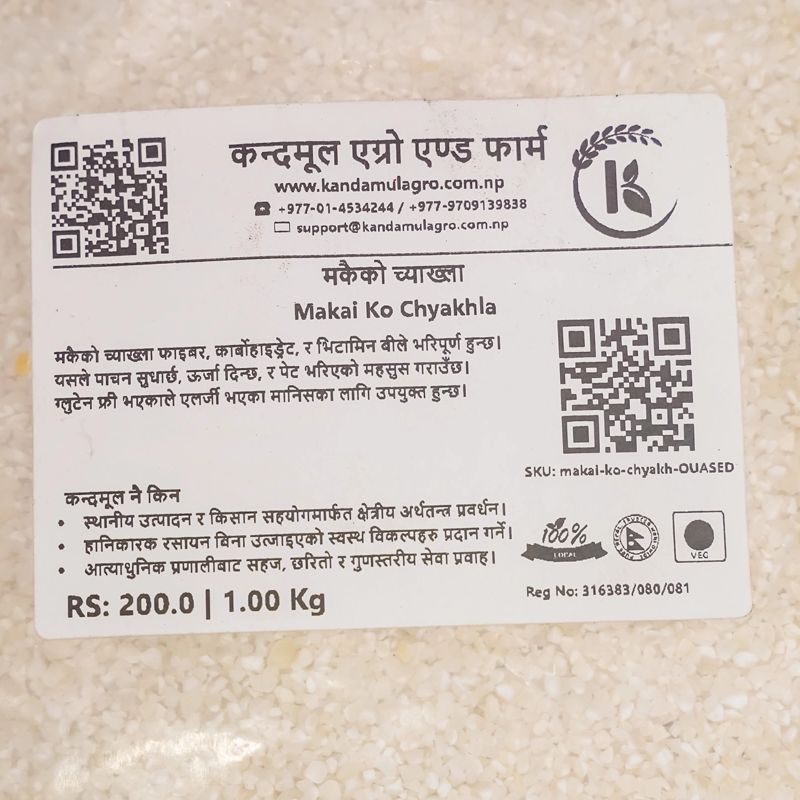 कन्दमूल एग्रो एण्ड फार्म
www.kandamulagro.com.np
+977-01-4534244 / +977-9709139838
support@kandamulagro.com.np
मकैको च्याख्ला
Makai Ko Chyakhla
मकैको च्याख्ला फाइबर, कार्बोहाइड्रेट, र भिटामिन बीले भरिपूर्ण हुन्छ।
यसले पाचन सुधार्छ, ऊर्जा दिन्छ, र पेट भरिएको महसुस गराउँछ।
ग्लुटेन फ्री भएकाले एलर्जी भएका मानिसका लागि उपयुक्त हुन्छ।
SKU: makai-ko-chyakh-OUASED
कन्दमूल नै किन
• स्थानीय उत्पादन र किसान सहयोगमार्फत क्षेत्रीय अर्थतन्त्र प्रवर्धन।
• हानिकारक रसायन विना उब्जाइएको स्वस्थ विकल्पहरु प्रदान गर्ने।
• आत्याधुनिक प्रणालीबाट सहज, छरितो र गुणस्तरीय सेवा प्रवाह।
100%
LOCAL
VEG
RS: 200.0 | 1.00 Kg
Reg No: 316383/080/081